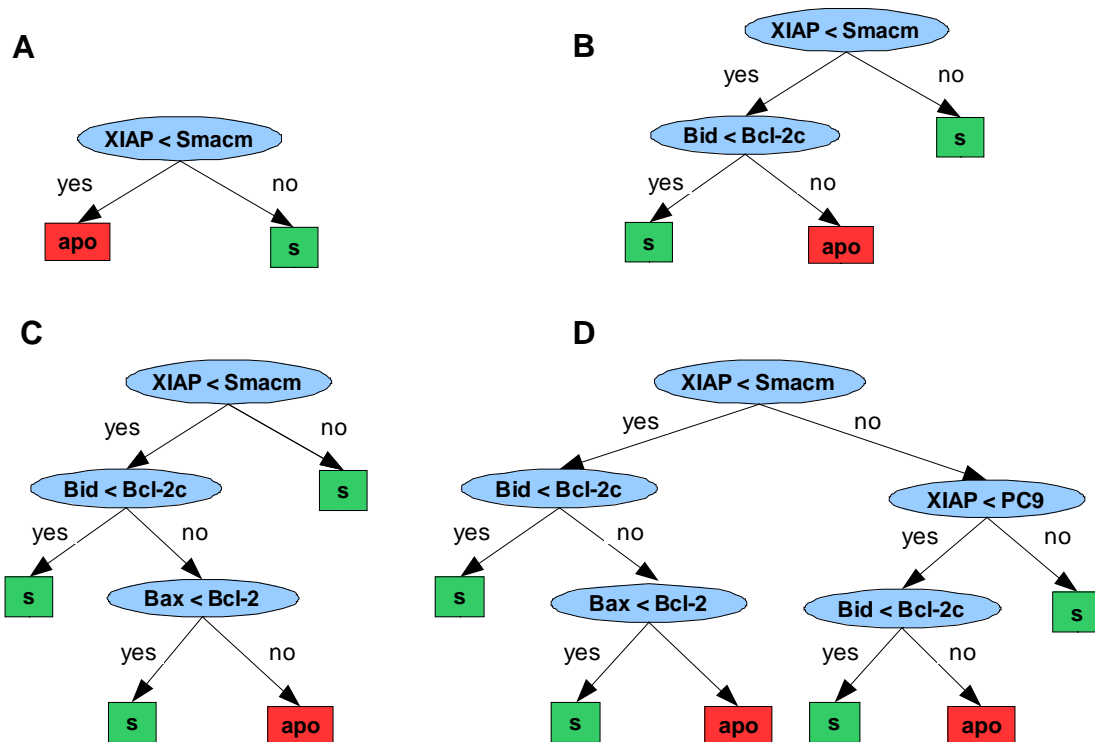 A
XIAP < Smacm
yes
no
apo
s
B
XIAP < Smacm
yes
no
Bid < Bcl-2c
s
yes
no
s
apo
C
XIAP < Smacm
yes
no
Bid < Bcl-2c
s
yes
no
s
Bax < Bcl-2
yes
no
s
apo
D
XIAP < Smacm
yes
no
Bid < Bcl-2c
XIAP < PC9
yes
no
yes
no
s
Bax < Bcl-2
Bid < Bcl-2c
s
yes
no
yes
no
s
apo
s
apo